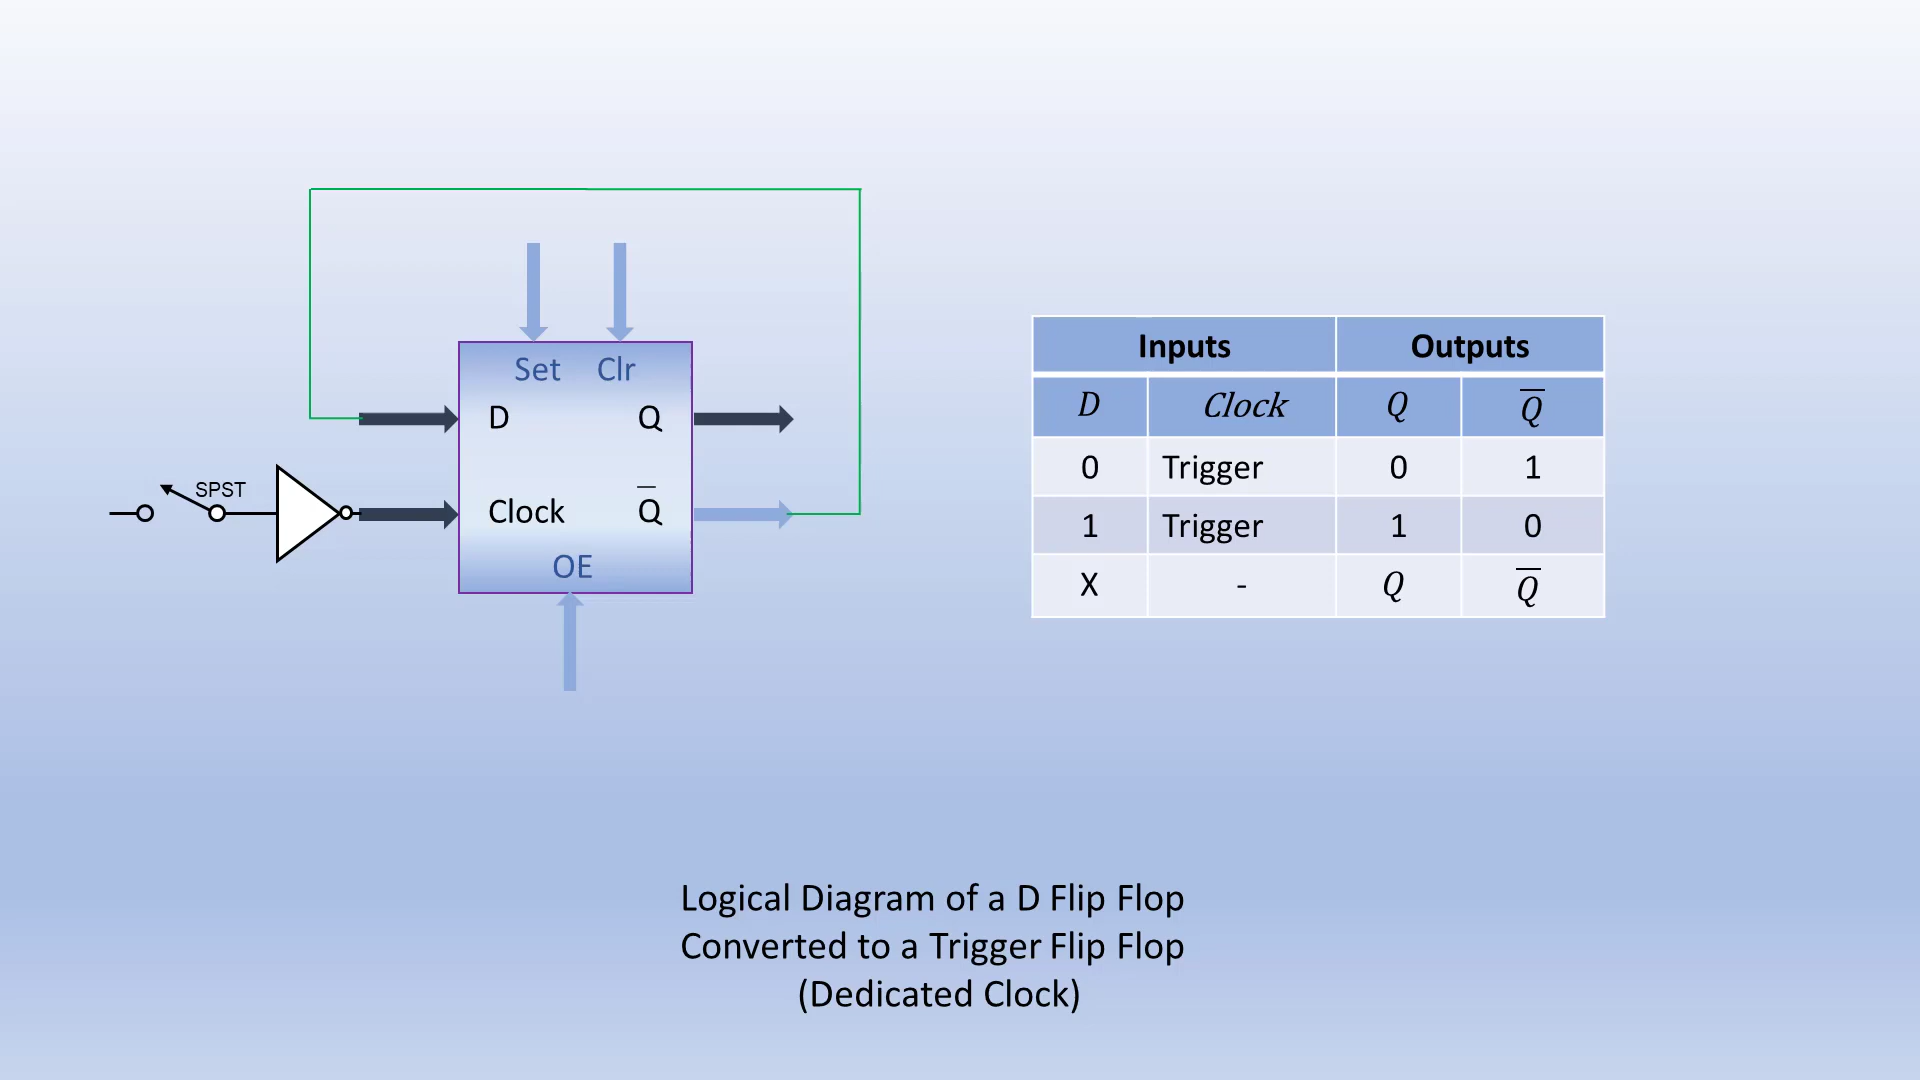 Set Clr
D Q
SPST
Clock Q̅
OE
Inputs Outputs
D Clock Q Q̅
0 Trigger 0 1
1 Trigger 1 0
X - Q Q̅
Logical Diagram of a D Flip Flop
Converted to a Trigger Flip Flop
(Dedicated Clock)